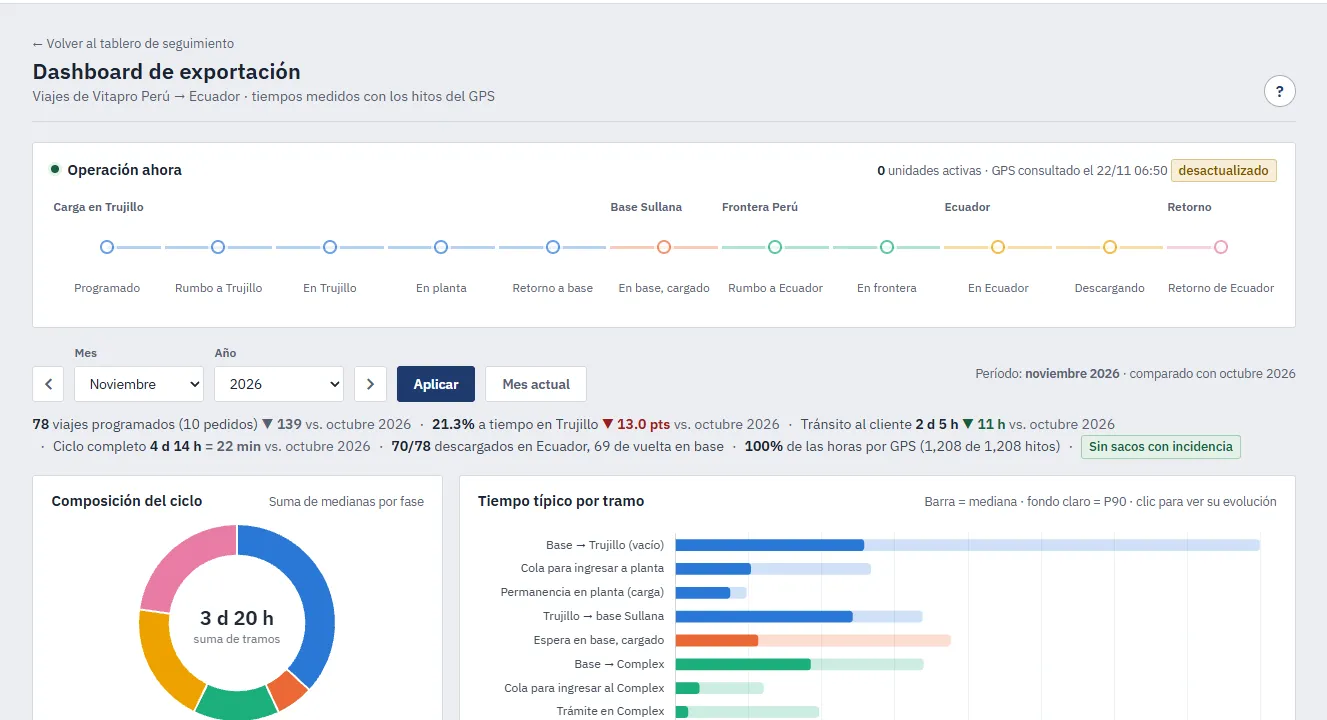 ← Volver al tablero de seguimiento
Dashboard de exportación
Viajes de Vitapro Perú → Ecuador · tiempos medidos con los hitos del GPS
?
Operación ahora
0 unidades activas · GPS consultado el 22/11 06:50 desactualizado
Carga en Trujillo Base Sullana Frontera Perú Ecuador Retorno
Programado Rumbo a Trujillo En Trujillo En planta Retorno a base En base, cargado Rumbo a Ecuador En frontera En Ecuador Descargando Retorno de Ecuador
Mes Año
Noviembre 2026 Aplicar Mes actual
Período: noviembre 2026 · comparado con octubre 2026
78 viajes programados (10 pedidos) ▼ 139 vs. octubre 2026 · 21.3% a tiempo en Trujillo ▼ 13.0 pts vs. octubre 2026 · Tránsito al cliente 2 d 5 h ▼ 11 h vs. octubre 2026
· Ciclo completo 4 d 14 h = 22 min vs. octubre 2026 · 70/78 descargados en Ecuador, 69 de vuelta en base · 100% de las horas por GPS (1,208 de 1,208 hitos) · Sin sacos con incidencia
Composición del ciclo
Suma de medianas por fase
3 d 20 h
suma de tramos
Tiempo típico por tramo
Barra = mediana · fondo claro = P90 · clic para ver su evolución
Base → Trujillo (vacío)
Cola para ingresar a planta
Permanencia en planta (carga)
Trujillo → base Sullana
Espera en base, cargado
Base → Complex
Cola para ingresar al Complex
Trámite en Complex